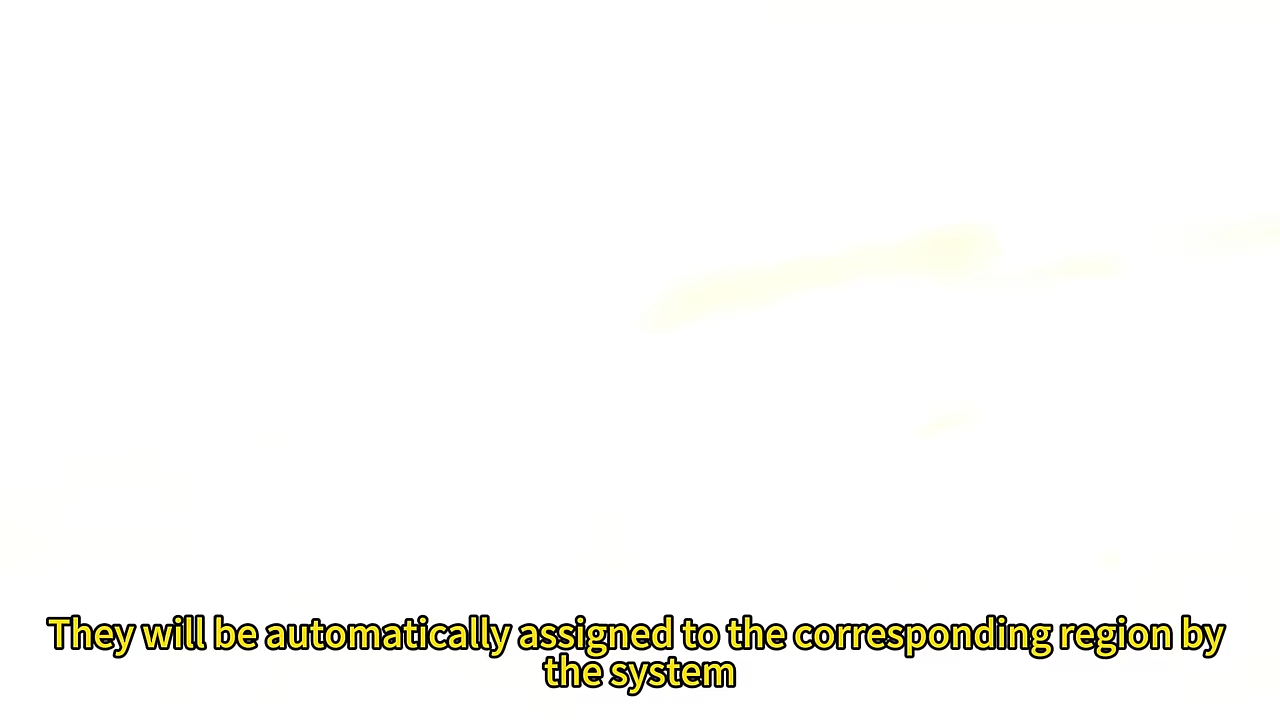 They will be automatically assigned to the corresponding region by
the system